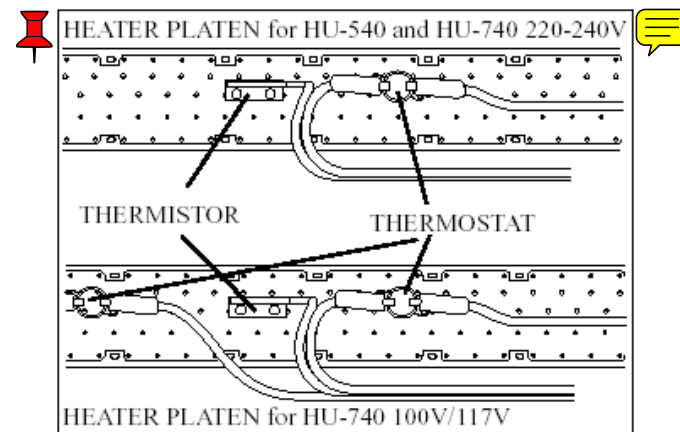 HEATER PLATEN for HU-540 and HU-740 220-240V
THERMISTOR
THERMOSTAT
HEATER PLATEN for HU-740 100V/117V